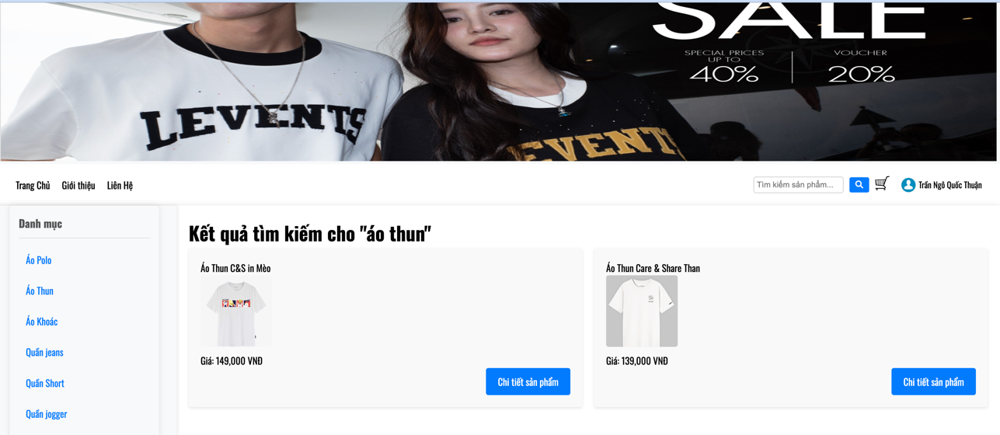 SALE
SPECIAL PRICES
UP TO
40%
VOUCHER
20%
LEVENTS
LEVENT
Trang Chủ Giới thiệu Liên Hệ
Tìm kiếm sản phẩm...
Trần Ngô Quốc Thuận
Danh mục
Áo Polo
Áo Thun
Áo Khoác
Quần jeans
Quần Short
Quần jogger
Kết quả tìm kiếm cho "áo thun"
Áo Thun C&S in Mèo
Giá: 149,000 VNĐ
Chi tiết sản phẩm
Áo Thun Care & Share Than
Giá: 139,000 VNĐ
Chi tiết sản phẩm